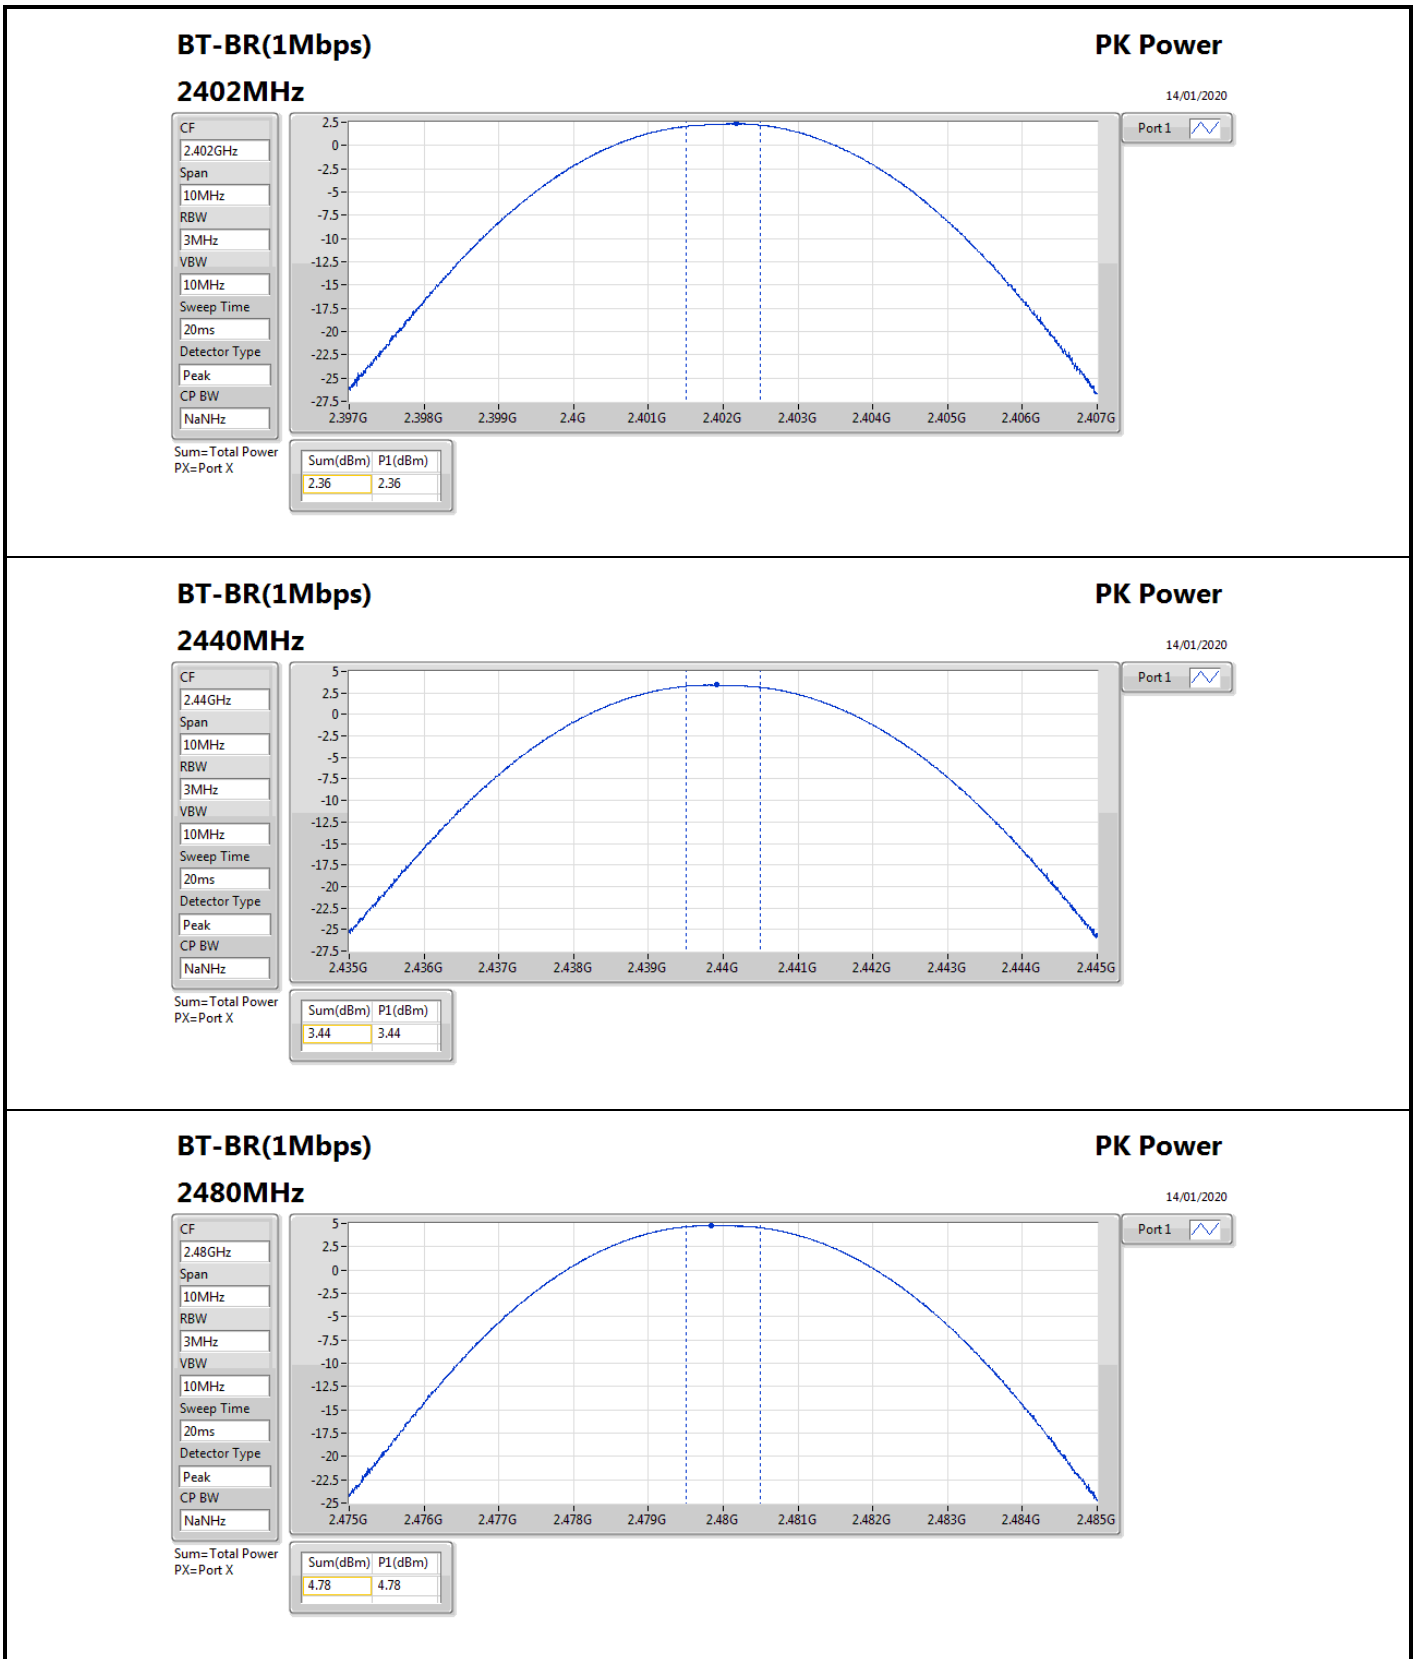 BT-BR(1Mbps) PK Power
2402MHz 14/01/2020
CF
2.402GHz
Span
10MHz
RBW
3MHz
VBW
10MHz
Sweep Time
20ms
Detector Type
Peak
CP BW
NaNHz
Sum=Total Power
PX=Port X
2.5
0
-2.5
-5
-7.5
-10
-12.5
-15
-17.5
-20
-22.5
-25
-27.5
2.397G 2.398G 2.399G 2.4G 2.401G 2.402G 2.403G 2.404G 2.405G 2.406G 2.407G
Port 1
Sum(dBm) P1(dBm)
2.36 2.36
BT-BR(1Mbps) PK Power
2440MHz 14/01/2020
CF
2.44GHz
Span
10MHz
RBW
3MHz
VBW
10MHz
Sweep Time
20ms
Detector Type
Peak
CP BW
NaNHz
Sum=Total Power
PX=Port X
5
2.5
0
-2.5
-5
-7.5
-10
-12.5
-15
-17.5
-20
-22.5
-25
-27.5
2.435G 2.436G 2.437G 2.438G 2.439G 2.44G 2.441G 2.442G 2.443G 2.444G 2.445G
Port 1
Sum(dBm) P1(dBm)
3.44 3.44
BT-BR(1Mbps) PK Power
2480MHz 14/01/2020
CF
2.48GHz
Span
10MHz
RBW
3MHz
VBW
10MHz
Sweep Time
20ms
Detector Type
Peak
CP BW
NaNHz
Sum=Total Power
PX=Port X
5
2.5
0
-2.5
-5
-7.5
-10
-12.5
-15
-17.5
-20
-22.5
-25
2.475G 2.476G 2.477G 2.478G 2.479G 2.48G 2.481G 2.482G 2.483G 2.484G 2.485G
Port 1
Sum(dBm) P1(dBm)
4.78 4.78